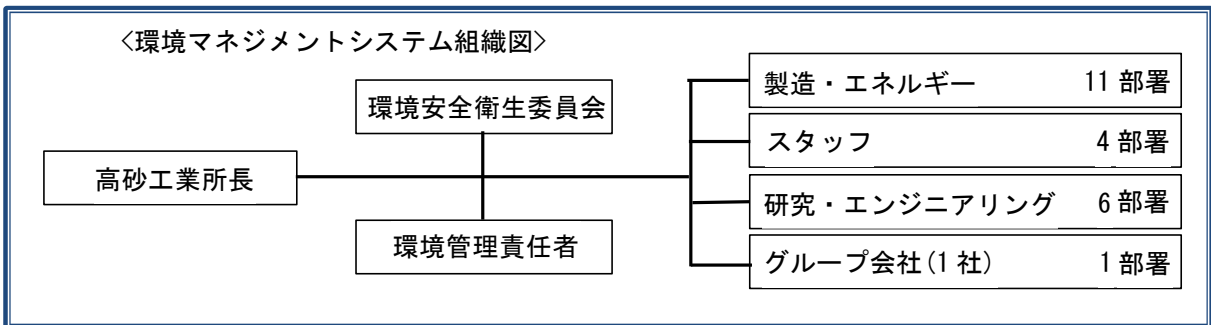 〈環境マネジメントシステム組織図〉
環境安全衛生委員会
高砂工業所長
環境管理責任者
製造・エネルギー 11部署
スタッフ 4部署
研究・エンジニアリング 6部署
グループ会社(1社) 1部署